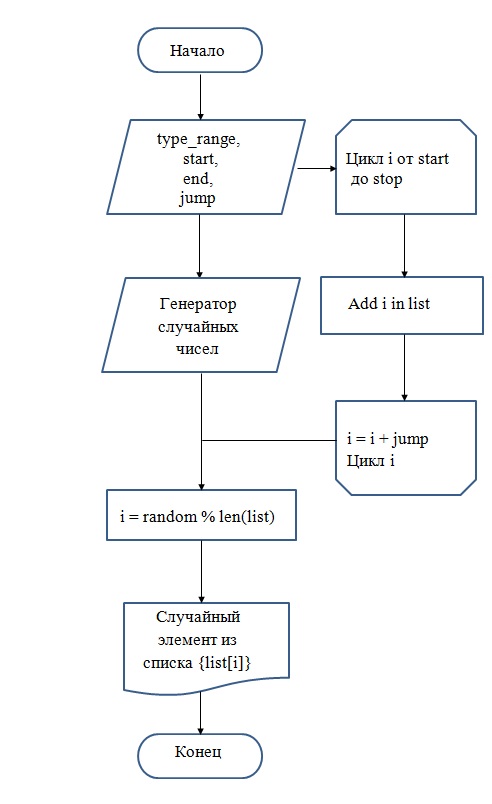 Начало
type_range,
start,
end,
jump
Цикл i от start
до stop
Генератор
случайных
чисел
Add i in list
i = i + jump
Цикл i
i = random % len(list)
Случайный
элемент из
списка {list[i]}
Конец